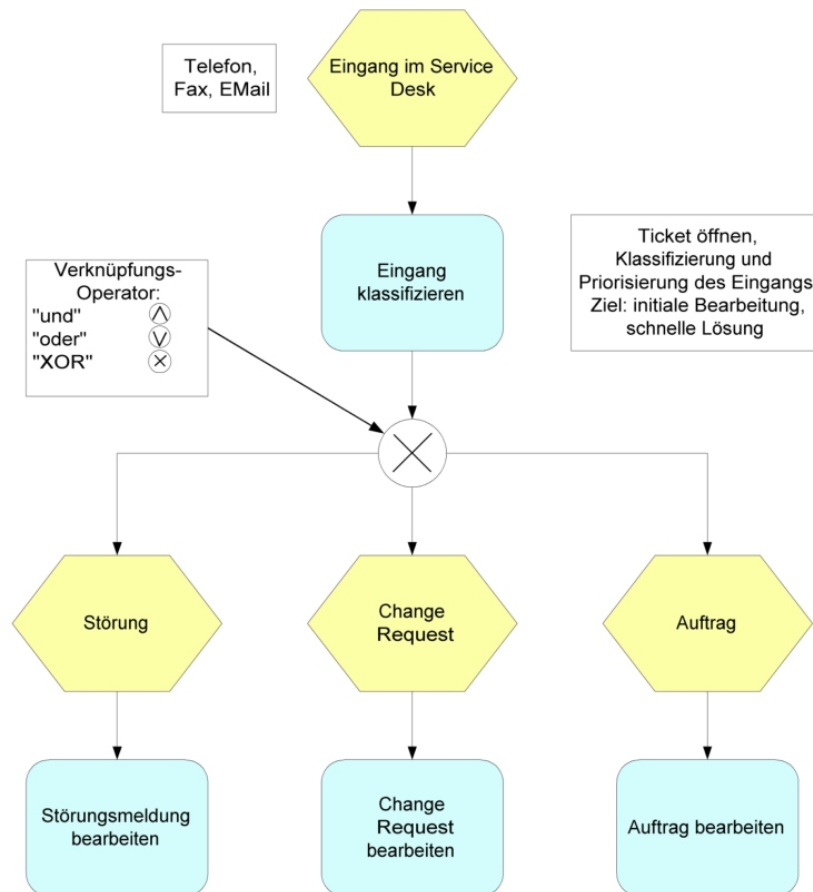 Telefon,
Fax, EMail
Eingang im Service
Desk
Eingang
klassifizieren
Ticket öffnen,
Klassifizierung und
Priorisierung des Eingangs
Ziel: initiale Bearbeitung,
schnelle Lösung
Verknüpfungs-
Operator:
"und" ∧
"oder" ∨
"XOR" ×
Störung
Change
Request
Auftrag
Störungsmeldung
bearbeiten
Change
Request
bearbeiten
Auftrag bearbeiten